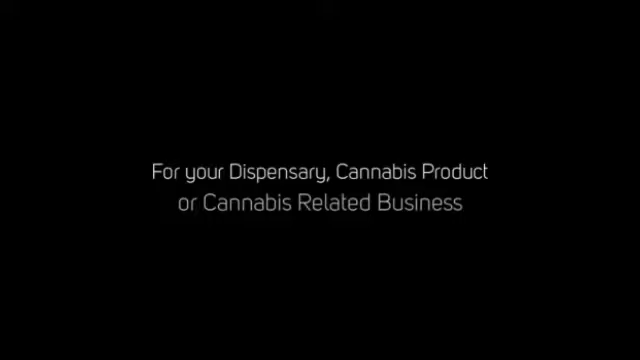 For your Dispensary, Cannabis Product
or Cannabis Related Business